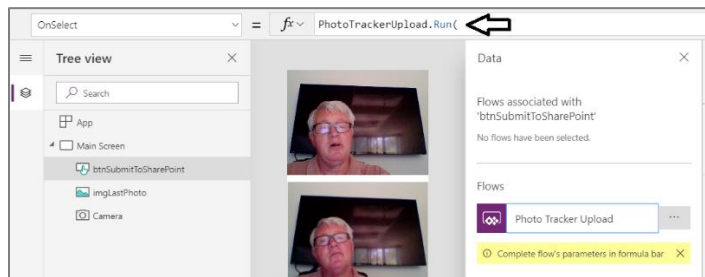 OnSelect = fx PhotoTrackerUpload.Run(
Tree view
Data
Search
Flows associated with
'btnSubmitToSharePoint'
App
No flows have been selected.
Main Screen
btnSubmitToSharePoint
Flows
imgLastPhoto
Camera
Photo Tracker Upload
Complete flow's parameters in formula bar